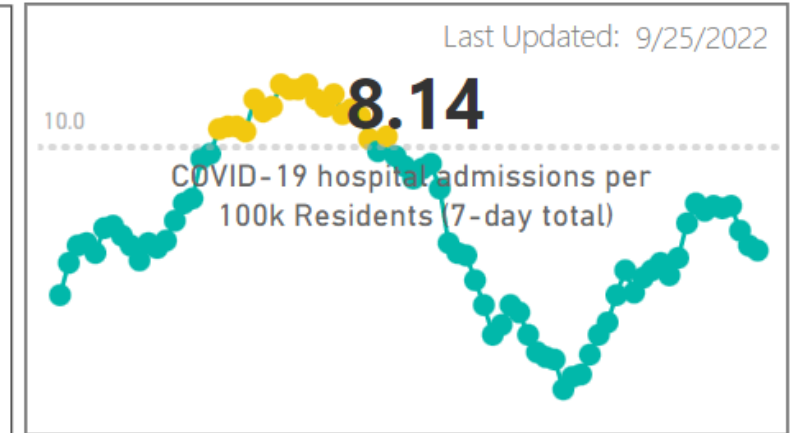 Last Updated: 9/25/2022
8.14
10.0
COVID-19 hospital admissions per
100k Residents (7-day total)